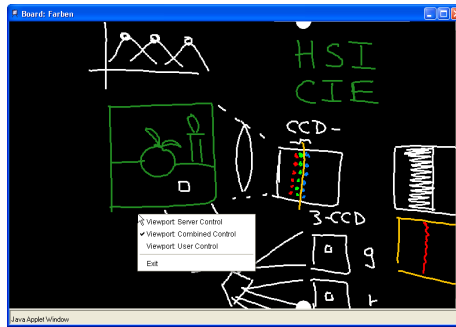 Board: Farben
HSI
CIE
CCD-
3-CCD
Viewport: Server Control
Viewport: Combined Control
Viewport: User Control
Exit
g
r
Java Applet Window